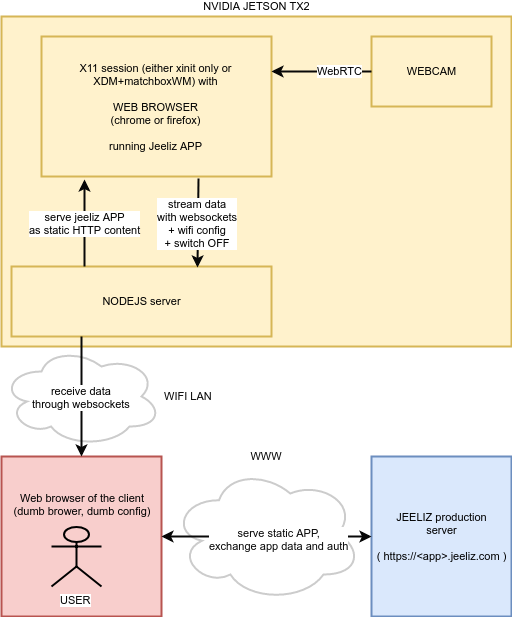 NVIDIA JETSON TX2
X11 session (either xinit only or
XDM+matchboxWM) with
WEB BROWSER
(chrome or firefox)
running Jeeliz APP
WebRTC
WEBCAM
serve jeeliz APP
as static HTTP content
stream data
with websockets
+ wifi config
+ switch OFF
NODEJS server
receive data
through websockets
WIFI LAN
WWW
Web browser of the client
(dumb brower, dumb config)
USER
serve static APP,
exchange app data and auth
JEELIZ production
server
( https://<app>.jeeliz.com )